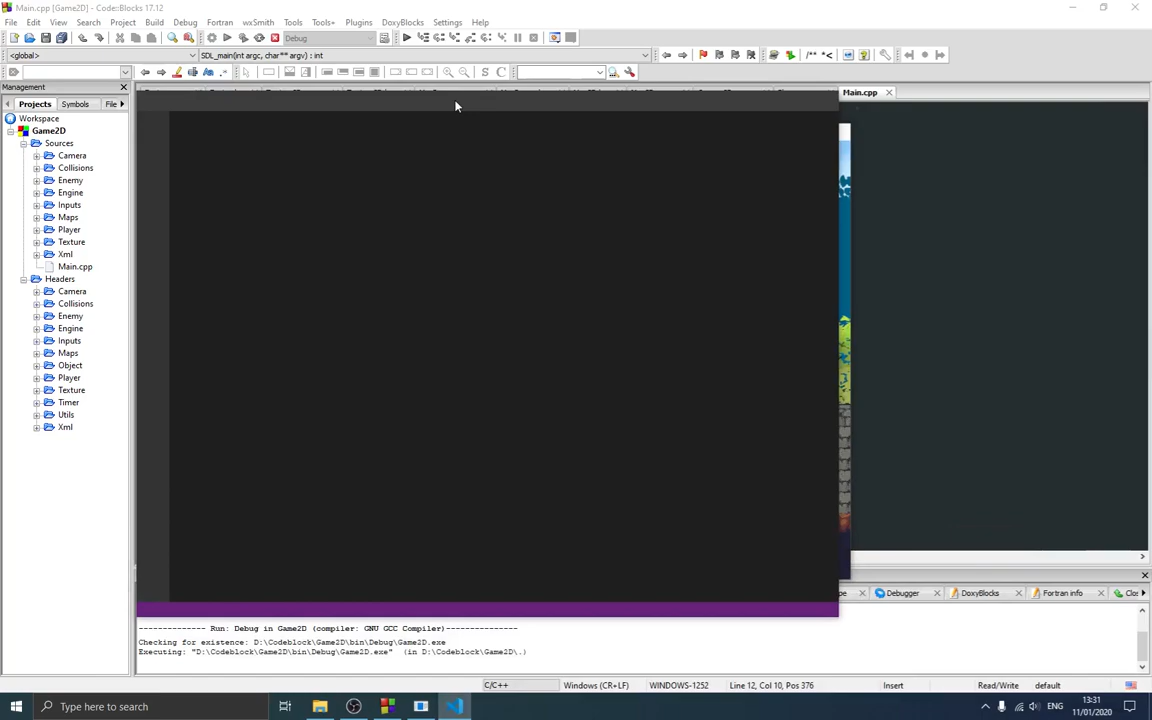 Main.cpp [Game2D] - Code::Blocks 17.12
File Edit View Search Project Build Debug Fortran wxSmith Tools Tools+ Plugins DoxyBlocks Settings Help
Debug
<global> SDL_main(int argc, char** argv) : int
/** *<
S C
Management
Projects Symbols File
Main.cpp
Workspace
Game2D
Sources
Camera
Collisions
Enemy
Engine
Inputs
Maps
Player
Texture
Xml
Main.cpp
Headers
Camera
Collisions
Enemy
Engine
Inputs
Maps
Object
Player
Texture
Timer
Utils
Xml
Debugger DoxyBlocks Fortran info Clos
-------------- Run: Debug in Game2D (compiler: GNU GCC Compiler)---------------
Checking for existence: D:\Codeblock\Game2D\bin\Debug\Game2D.exe
Executing: "D:\Codeblock\Game2D\bin\Debug\Game2D.exe" (in D:\Codeblock\Game2D\.)
C/C++ Windows (CR+LF) WINDOWS-1252 Line 12, Col 10, Pos 376 Insert Read/Write default
Type here to search
ENG
13:31
11/01/2020